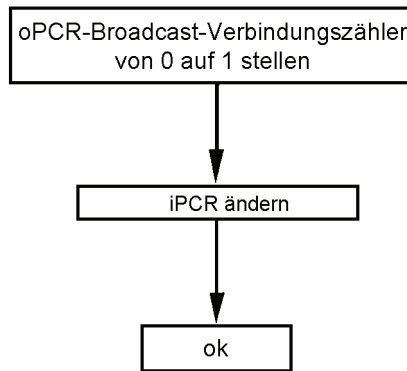 oPCR-Broadcast-Verbindungszähler
von 0 auf 1 stellen
iPCR ändern
ok